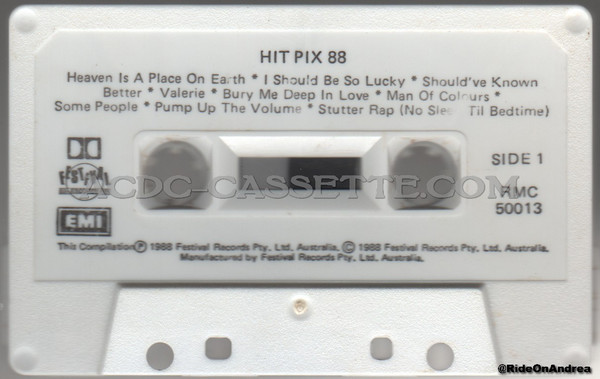 HIT PIX 88
Heaven Is A Place On Earth * I Should Be So Lucky * Should've Known
Better * Valerie * Bury Me Deep In Love * Man Of Colours *
Some People * Pump Up The Volume * Stutter Rap (No Sleep 'Til Bedtime)
SIDE 1
FESTIVAL
ACDC-CASSETTE.COM
RMC
50013
EMI
This Compilation Ⓟ 1988 Festival Records Pty. Ltd. Australia. © 1988 Festival Records Pty. Ltd. Australia.
Manufactured by Festival Records Pty. Ltd. Australia.
@RideOnAndrea